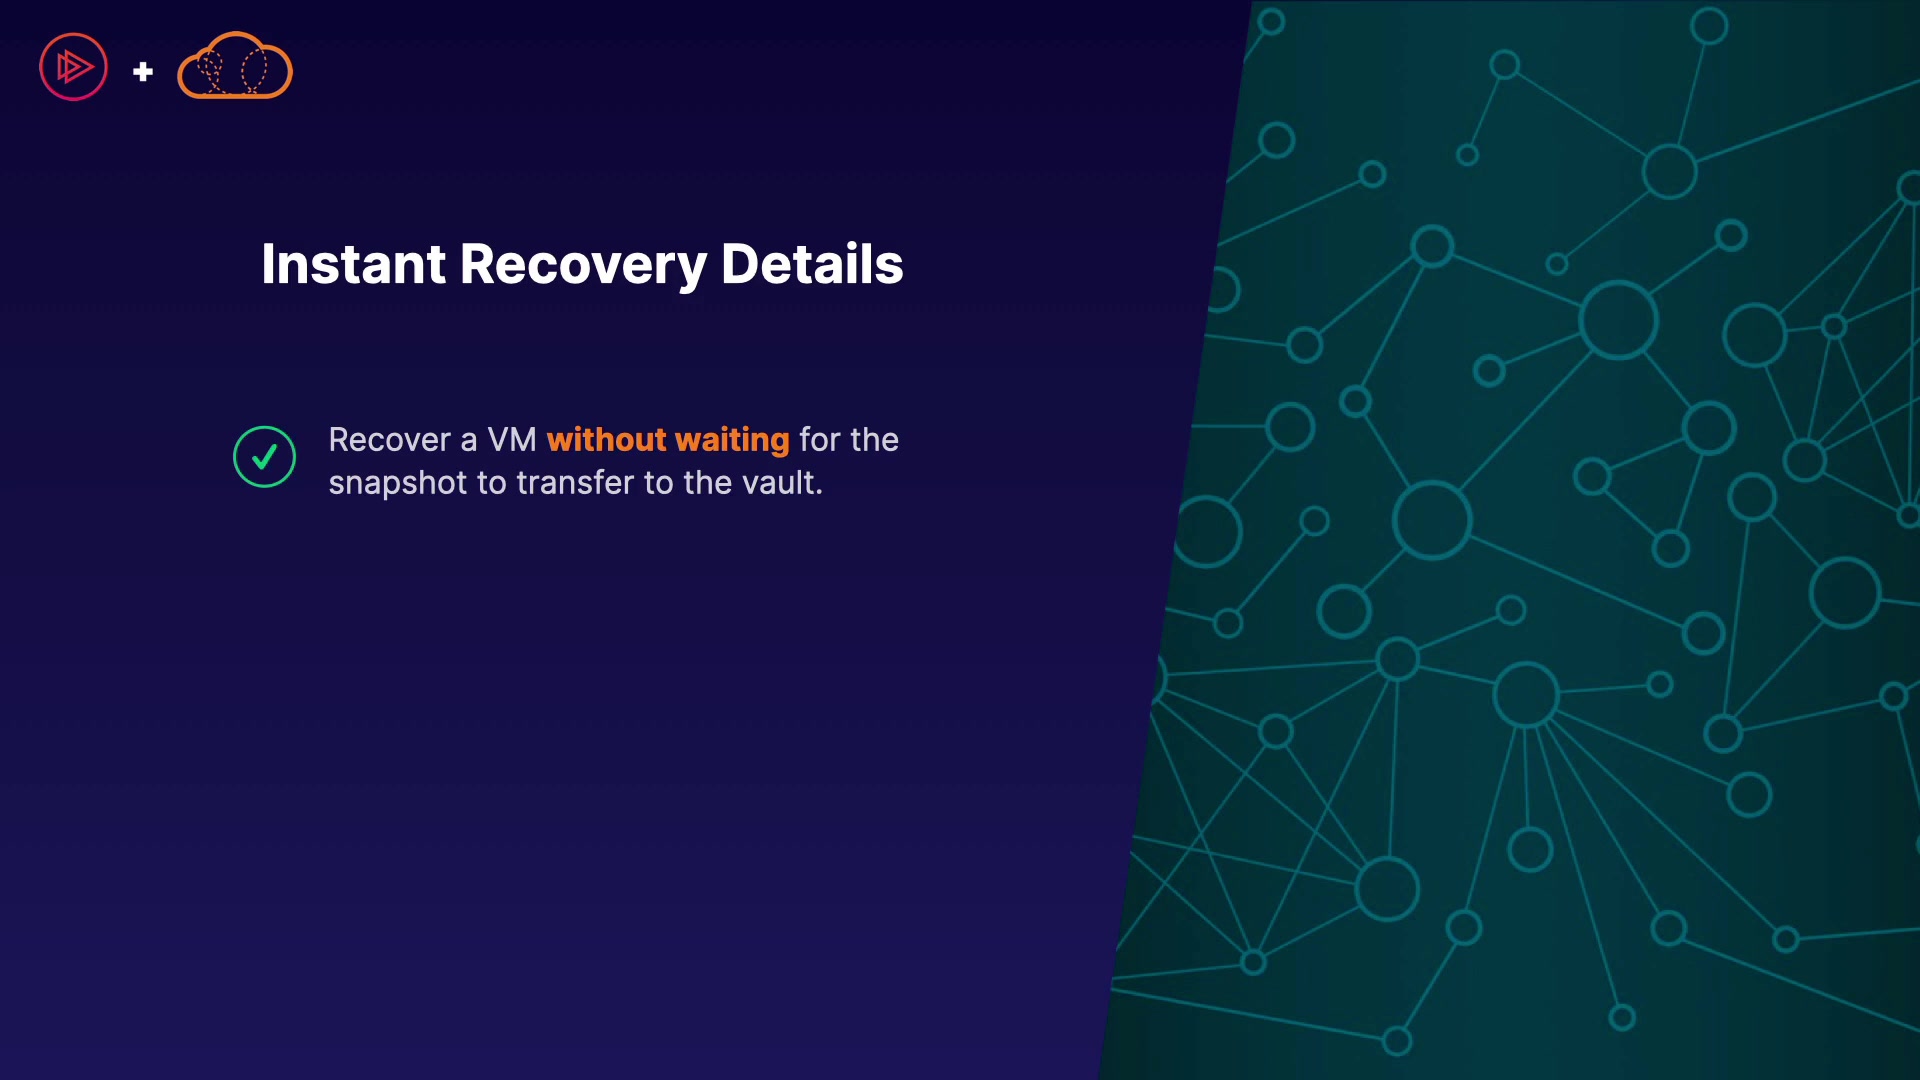 Instant Recovery Details
Recover a VM without waiting for the
snapshot to transfer to the vault.